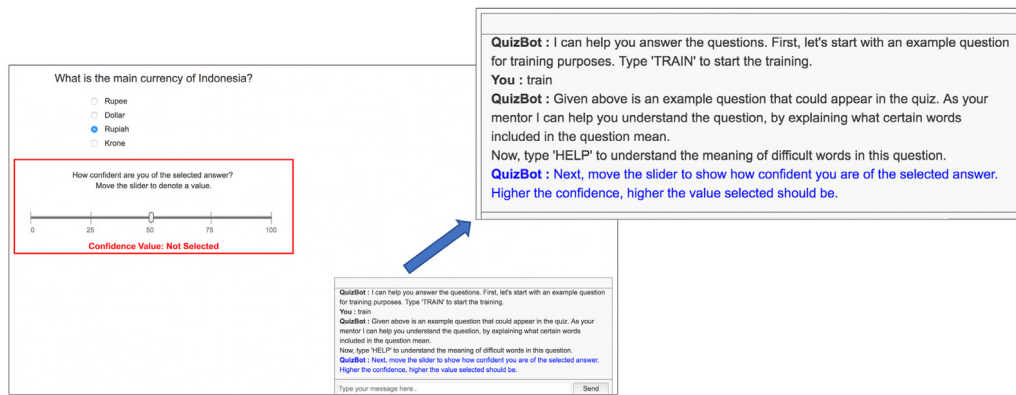 What is the main currency of Indonesia?
Rupee
Dollar
Rupiah
Krone
How confident are you of the selected answer?
Move the slider to denote a value.
0 25 50 75 100
Confidence Value: Not Selected
QuizBot : I can help you answer the questions. First, let's start with an example question
for training purposes. Type 'TRAIN' to start the training.
You : train
QuizBot : Given above is an example question that could appear in the quiz. As your
mentor I can help you understand the question, by explaining what certain words
included in the question mean.
Now, type 'HELP' to understand the meaning of difficult words in this question.
QuizBot : Next, move the slider to show how confident you are of the selected answer.
Higher the confidence, higher the value selected should be.
Type your message here.. Send
QuizBot : I can help you answer the questions. First, let's start with an example question
for training purposes. Type 'TRAIN' to start the training.
You : train
QuizBot : Given above is an example question that could appear in the quiz. As your
mentor I can help you understand the question, by explaining what certain words
included in the question mean.
Now, type 'HELP' to understand the meaning of difficult words in this question.
QuizBot : Next, move the slider to show how confident you are of the selected answer.
Higher the confidence, higher the value selected should be.